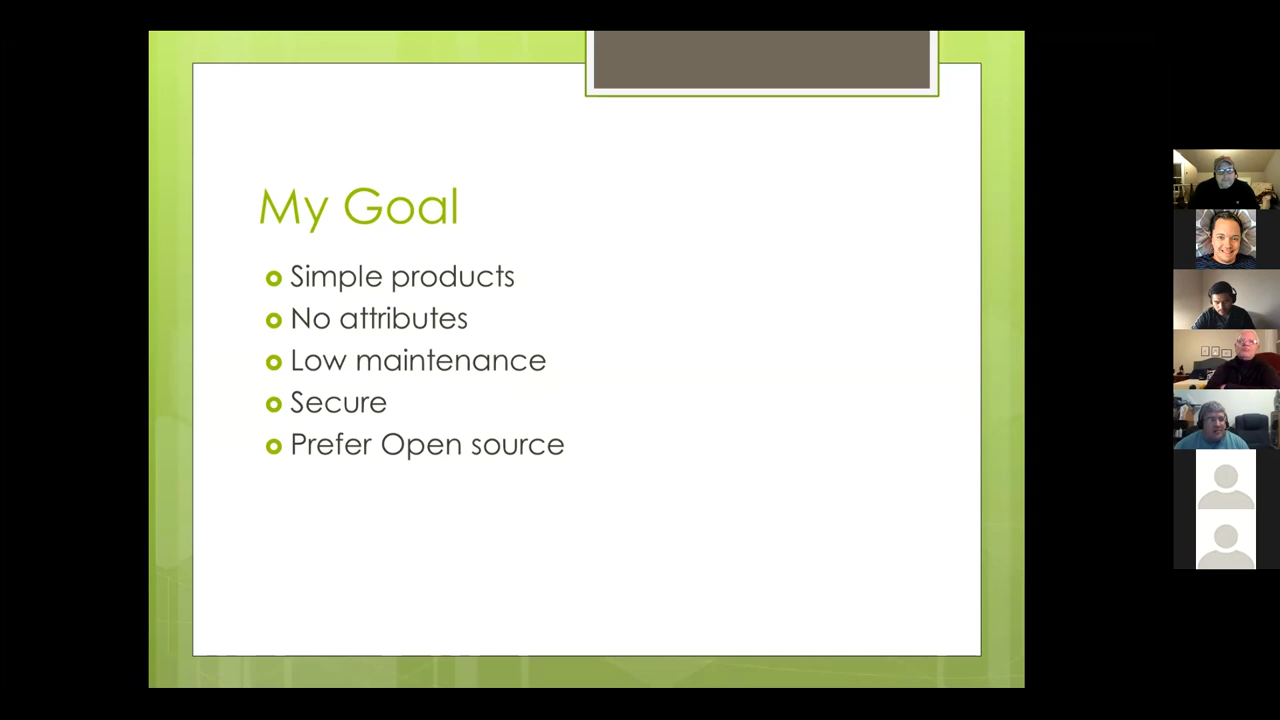 My Goal
Simple products
No attributes
Low maintenance
Secure
Prefer Open source